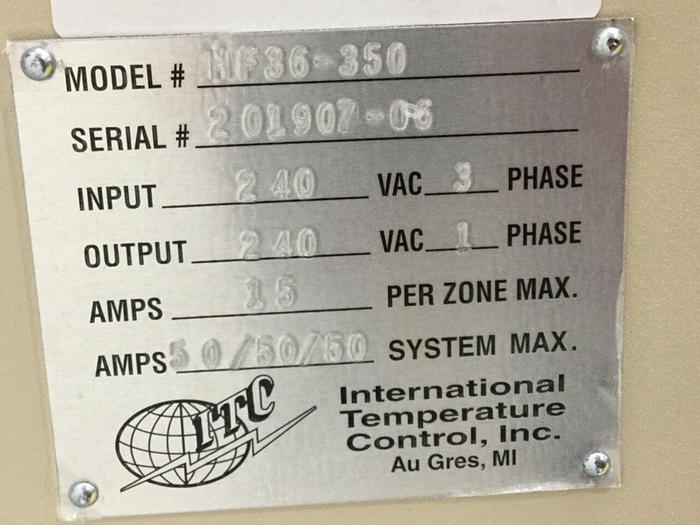 MODEL # MF36-350
SERIAL # 201907-06
INPUT 240 VAC 3 PHASE
OUTPUT 240 VAC 1 PHASE
AMPS 15 PER ZONE MAX.
AMPS 50/50/50 SYSTEM MAX.
ITC
International
Temperature
Control, Inc.
Au Gres, MI